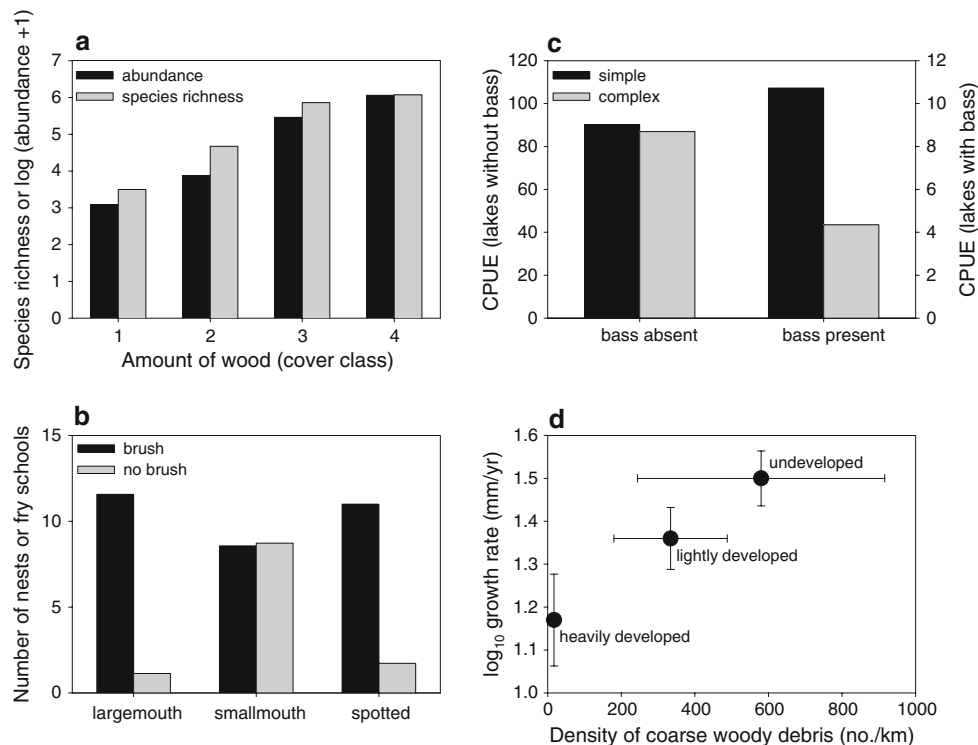 a
Species richness or log (abundance +1)
7
6
5
4
3
2
1
0
abundance
species richness
1 2 3 4
Amount of wood (cover class)
c
CPUE (lakes without bass)
120
100
80
60
40
20
0
simple
complex
12
10
8
6
4
2
0
CPUE (lakes with bass)
bass absent bass present
b
Number of nests or fry schools
15
10
5
0
brush
no brush
largemouth smallmouth spotted
d
log10 growth rate (mm/yr)
1.6
1.5
1.4
1.3
1.2
1.1
1.0
undeveloped
lightly developed
heavily developed
0 200 400 600 800 1000
Density of coarse woody debris (no./km)